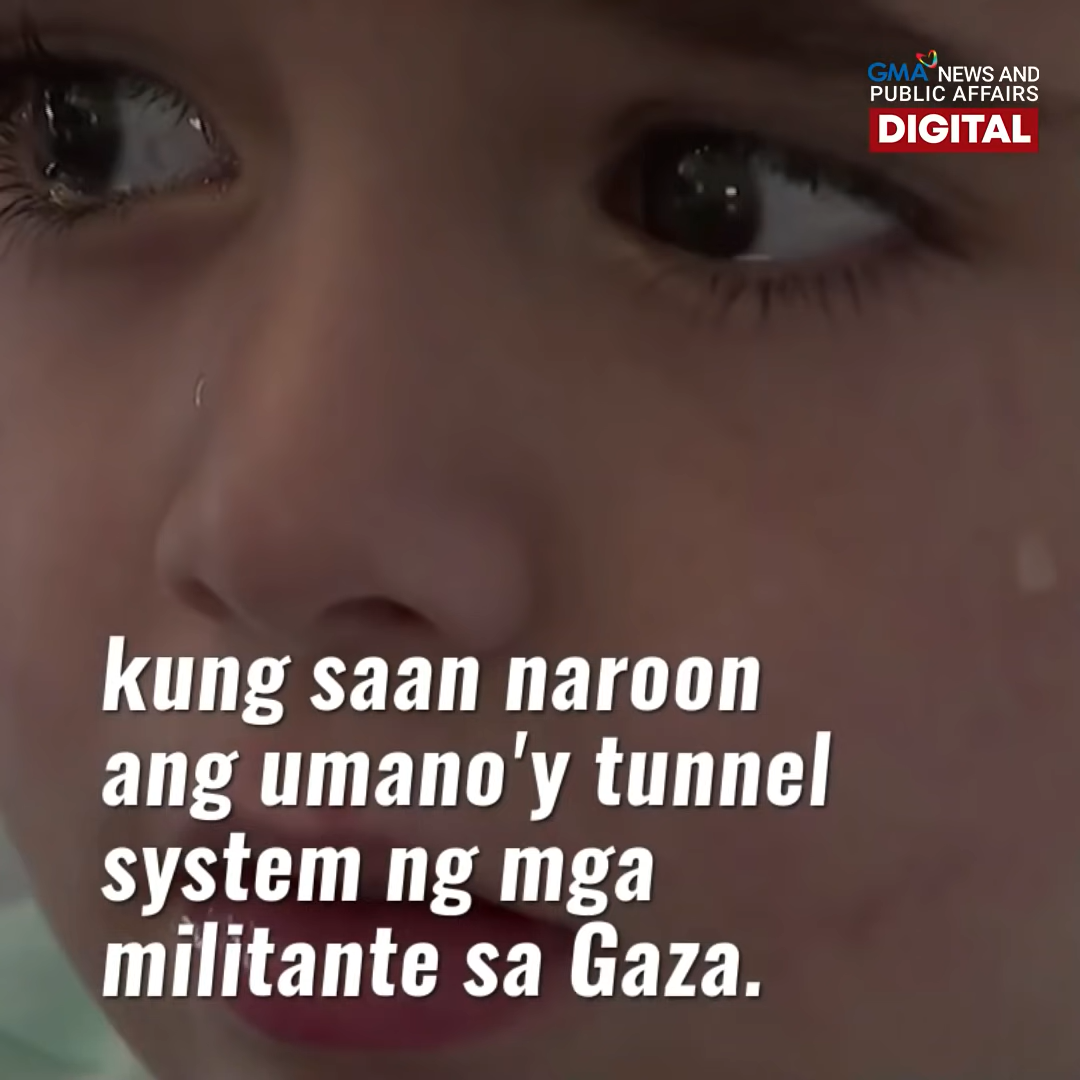 GMA NEWS AND
PUBLIC AFFAIRS
DIGITAL
kung saan naroon
ang umano'y tunnel
system ng mga
militante sa Gaza.